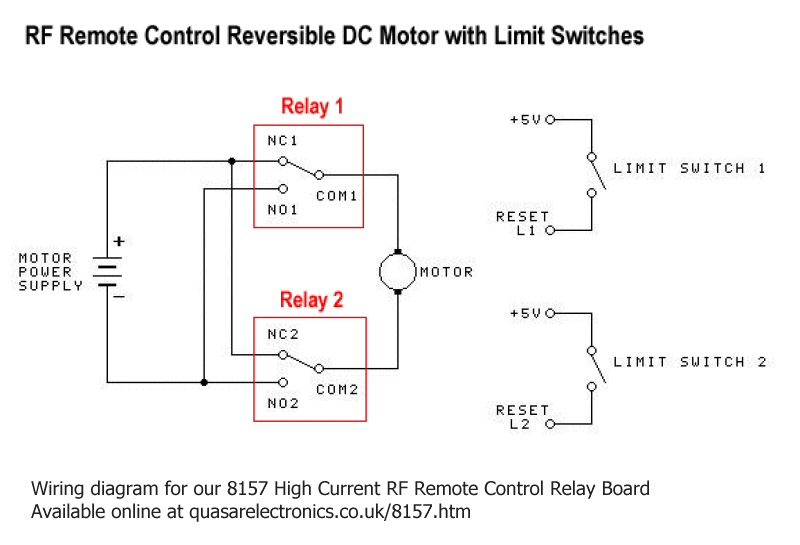 RF Remote Control Reversible DC Motor with Limit Switches
Relay 1
NC1
COM1
NO1
+
MOTOR
POWER
SUPPLY
−
MOTOR
Relay 2
NC2
COM2
NO2
+5V
LIMIT SWITCH 1
RESET
L1
+5V
LIMIT SWITCH 2
RESET
L2
Wiring diagram for our 8157 High Current RF Remote Control Relay Board
Available online at quasarelectronics.co.uk/8157.htm